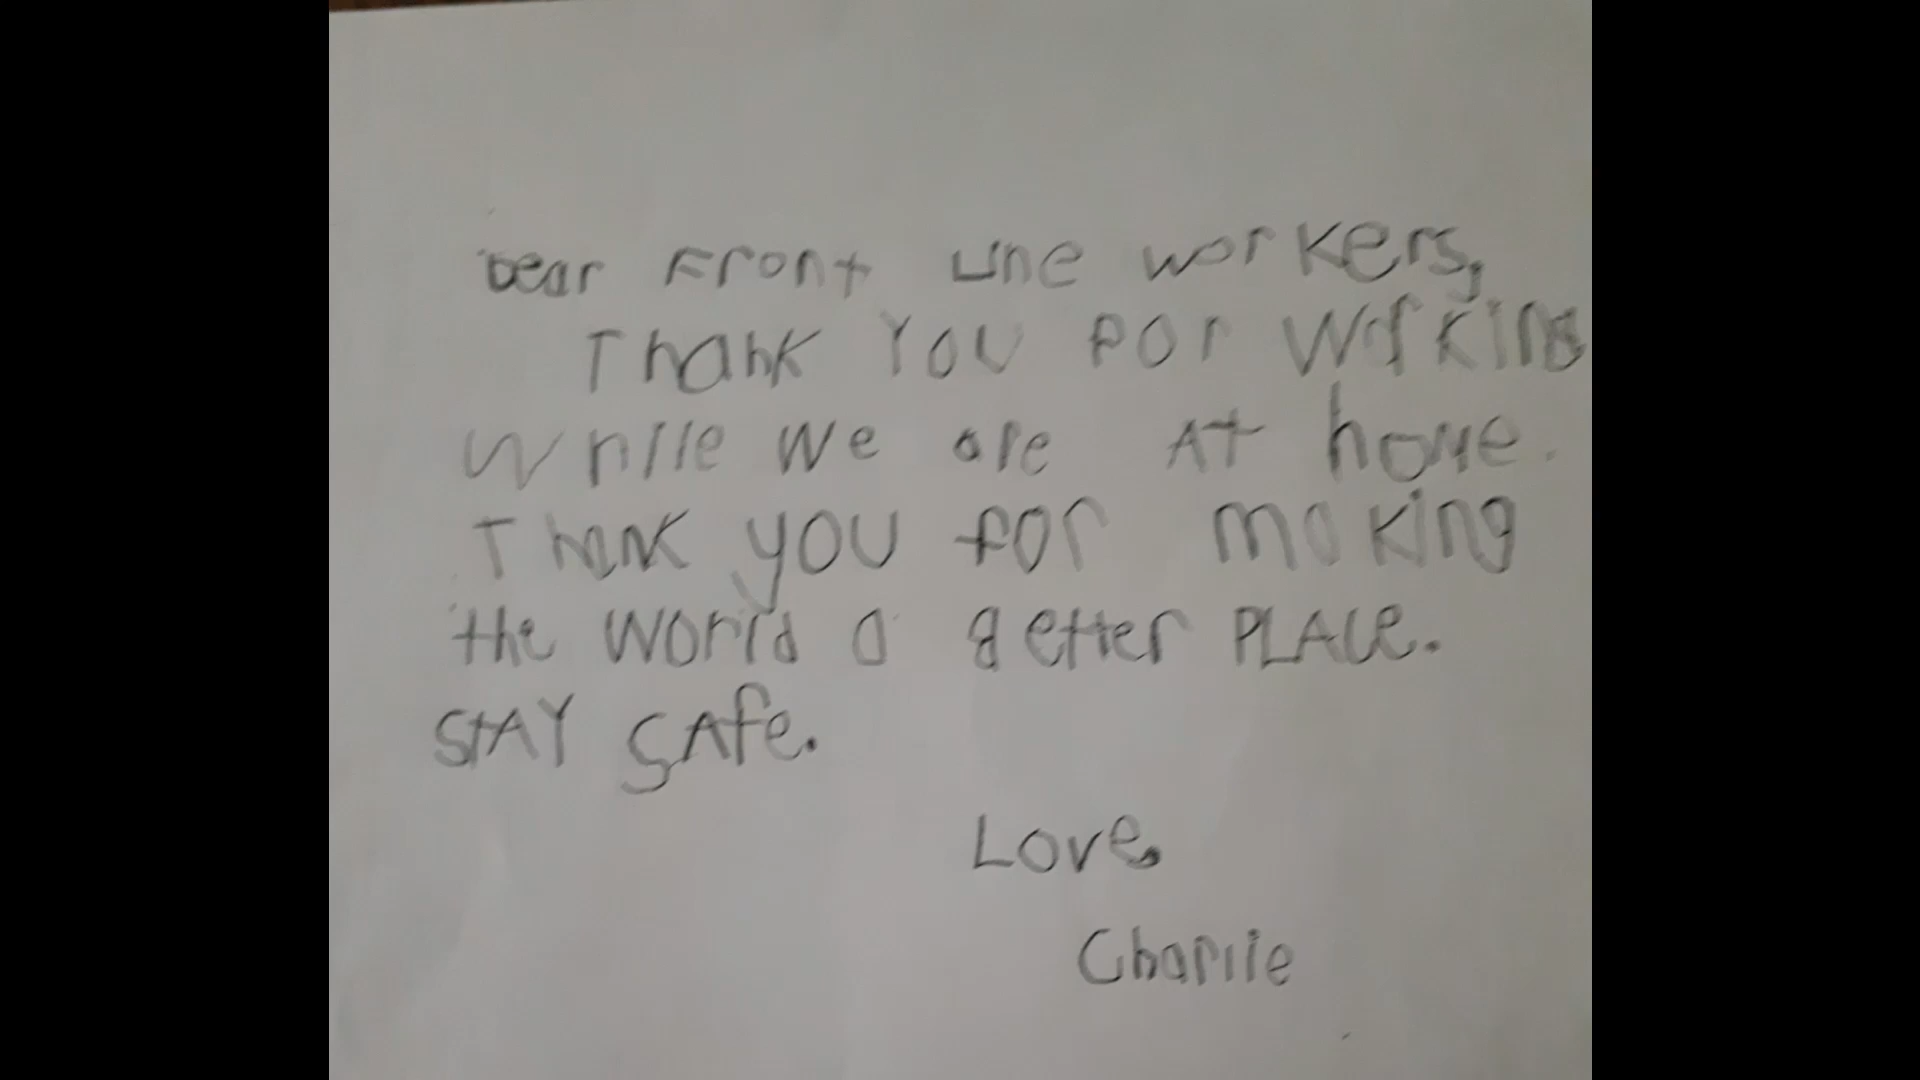 Dear Front Line workers,
Thank You For Working
While We are At home.
Thank you for making
the World a Better PLACe.
StAY SAfe.
Love,
Charlie